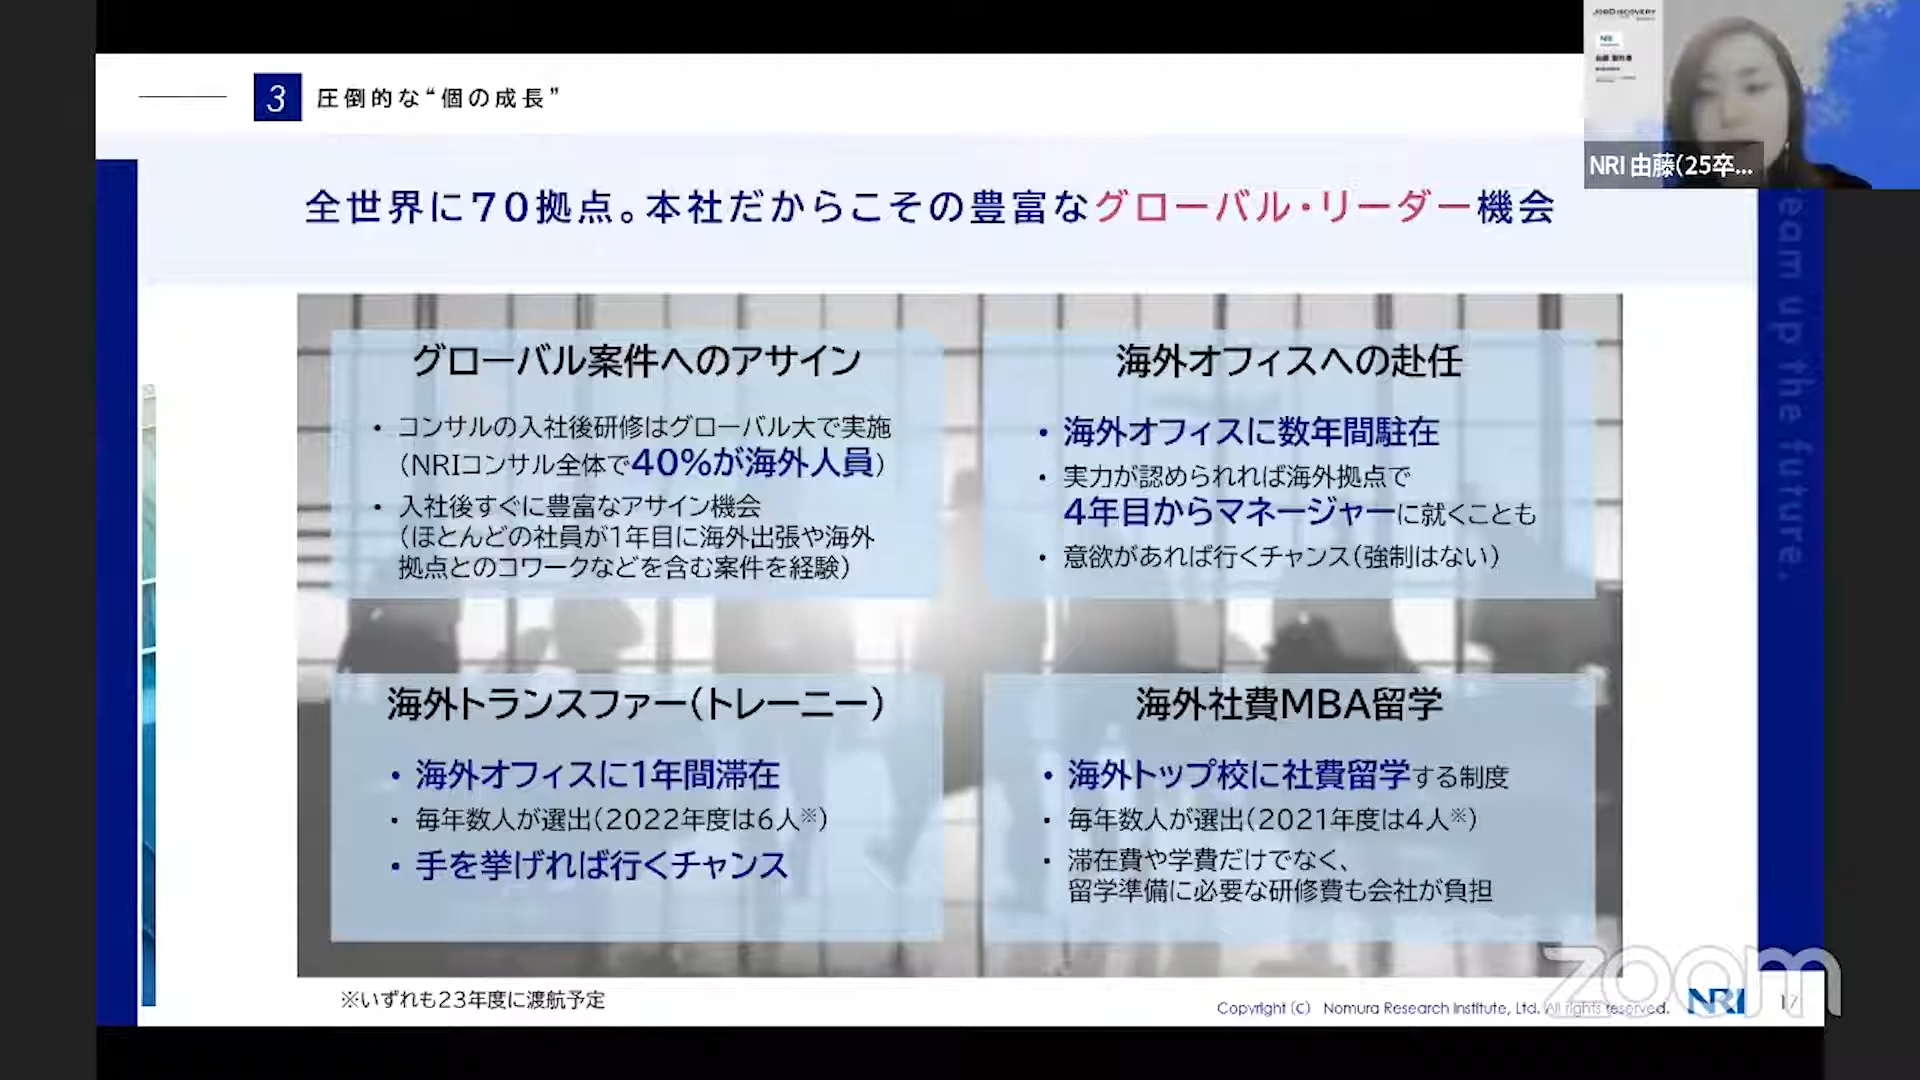 3 圧倒的な“個の成長”
全世界に70拠点。本社だからこその豊富なグローバル・リーダー機会
グローバル案件へのアサイン
・コンサルの入社後研修はグローバル大で実施
（NRIコンサル全体で40%が海外人員）
・入社後すぐに豊富なアサイン機会
（ほとんどの社員が1年目に海外出張や海外
拠点とのコワークなどを含む案件を経験）
海外オフィスへの赴任
・海外オフィスに数年間駐在
・実力が認められれば海外拠点で
4年目からマネージャーに就くことも
・意欲があれば行くチャンス（強制はない）
海外トランスファー（トレーニー）
・海外オフィスに1年間滞在
・毎年数人が選出（2022年度は6人※）
・手を挙げれば行くチャンス
海外社費MBA留学
・海外トップ校に社費留学する制度
・毎年数人が選出（2021年度は4人※）
・滞在費や学費だけでなく、
留学準備に必要な研修費も会社が負担
※いずれも23年度に渡航予定
Copyright (C) Nomura Research Institute, Ltd. All rights reserved.
NRI
17
zoom
eam up the future.
JOBDISCOVERY
NRI
NRI 由藤(25卒...